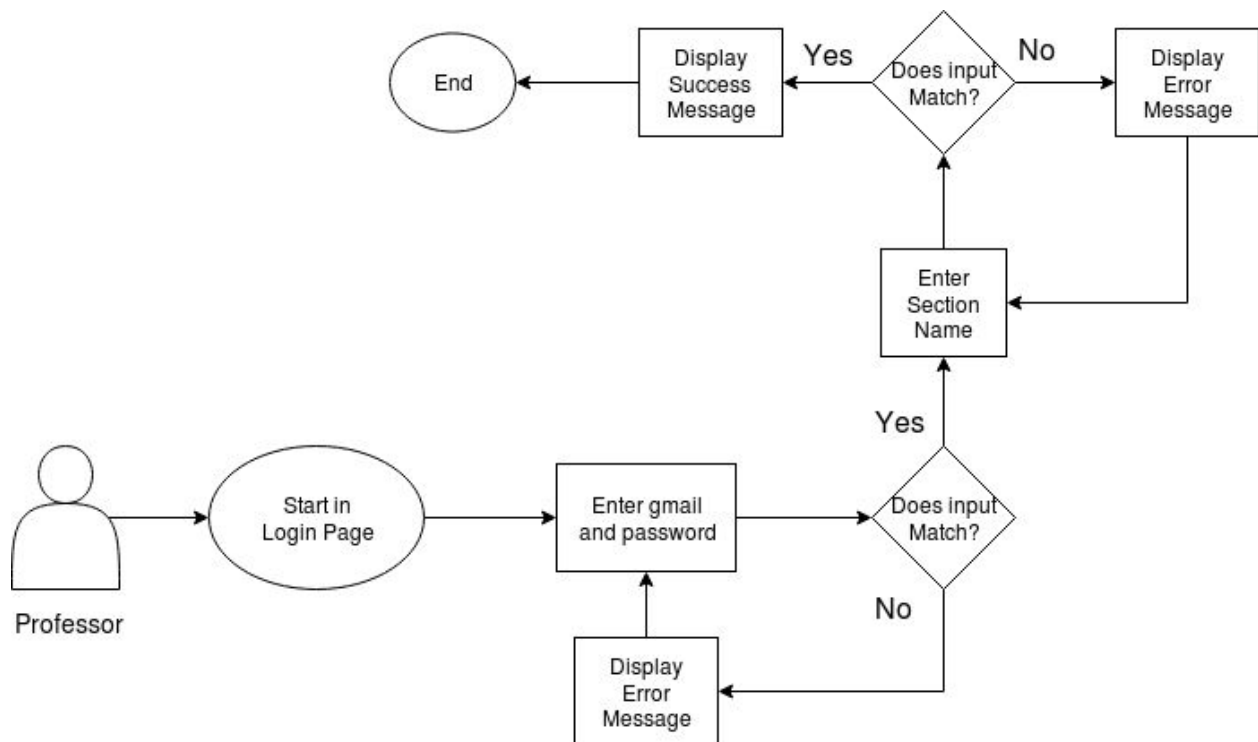 End
Display
Success
Message
Yes
Does input
Match?
No
Display
Error
Message
Enter
Section
Name
Yes
Professor
Start in
Login Page
Enter gmail
and password
Does input
Match?
No
Display
Error
Message